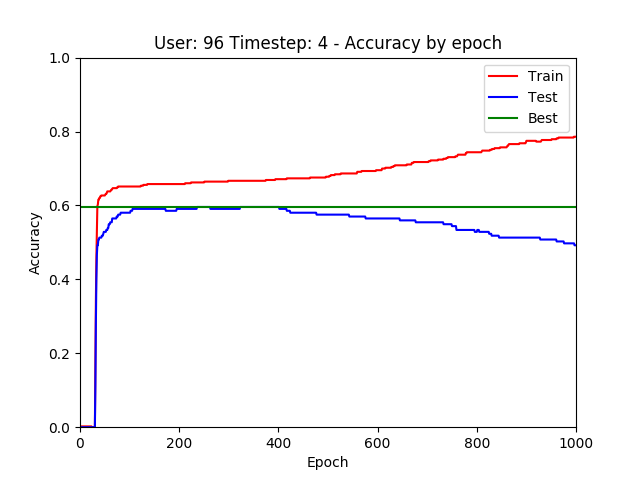 User: 96 Timestep: 4 - Accuracy by epoch
1.0
Train
Test
Best
0.8
0.6
Accuracy
0.4
0.2
0.0
0 200 400 600 800 1000
Epoch